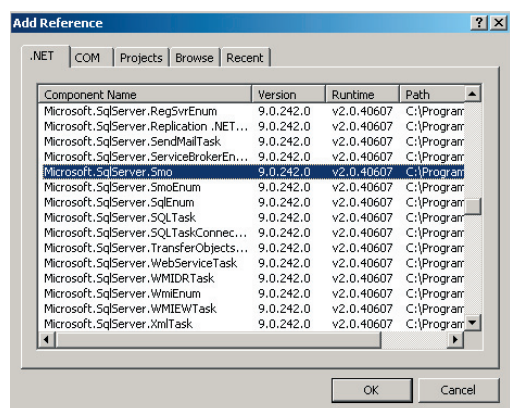 Add Reference
.NET COM Projects Browse Recent
Component Name Version Runtime Path
Microsoft.SqlServer.RegSvrEnum 9.0.242.0 v2.0.40607 C:\Program
Microsoft.SqlServer.Replication .NET... 9.0.242.0 v2.0.40607 C:\Program
Microsoft.SqlServer.SendMailTask 9.0.242.0 v2.0.40607 C:\Program
Microsoft.SqlServer.ServiceBrokerEn... 9.0.242.0 v2.0.40607 C:\Program
Microsoft.SqlServer.Smo 9.0.242.0 v2.0.40607 C:\Program
Microsoft.SqlServer.SmoEnum 9.0.242.0 v2.0.40607 C:\Program
Microsoft.SqlServer.SqlEnum 9.0.242.0 v2.0.40607 C:\Program
Microsoft.SqlServer.SQLTask 9.0.242.0 v2.0.40607 C:\Program
Microsoft.SqlServer.SQLTaskConnec... 9.0.242.0 v2.0.40607 C:\Program
Microsoft.SqlServer.TransferObjects... 9.0.242.0 v2.0.40607 C:\Program
Microsoft.SqlServer.WebServiceTask 9.0.242.0 v2.0.40607 C:\Program
Microsoft.SqlServer.WMIDRTask 9.0.242.0 v2.0.40607 C:\Program
Microsoft.SqlServer.WmiEnum 9.0.242.0 v2.0.40607 C:\Program
Microsoft.SqlServer.WMIEWTask 9.0.242.0 v2.0.40607 C:\Program
Microsoft.SqlServer.XmlTask 9.0.242.0 v2.0.40607 C:\Program
OK Cancel